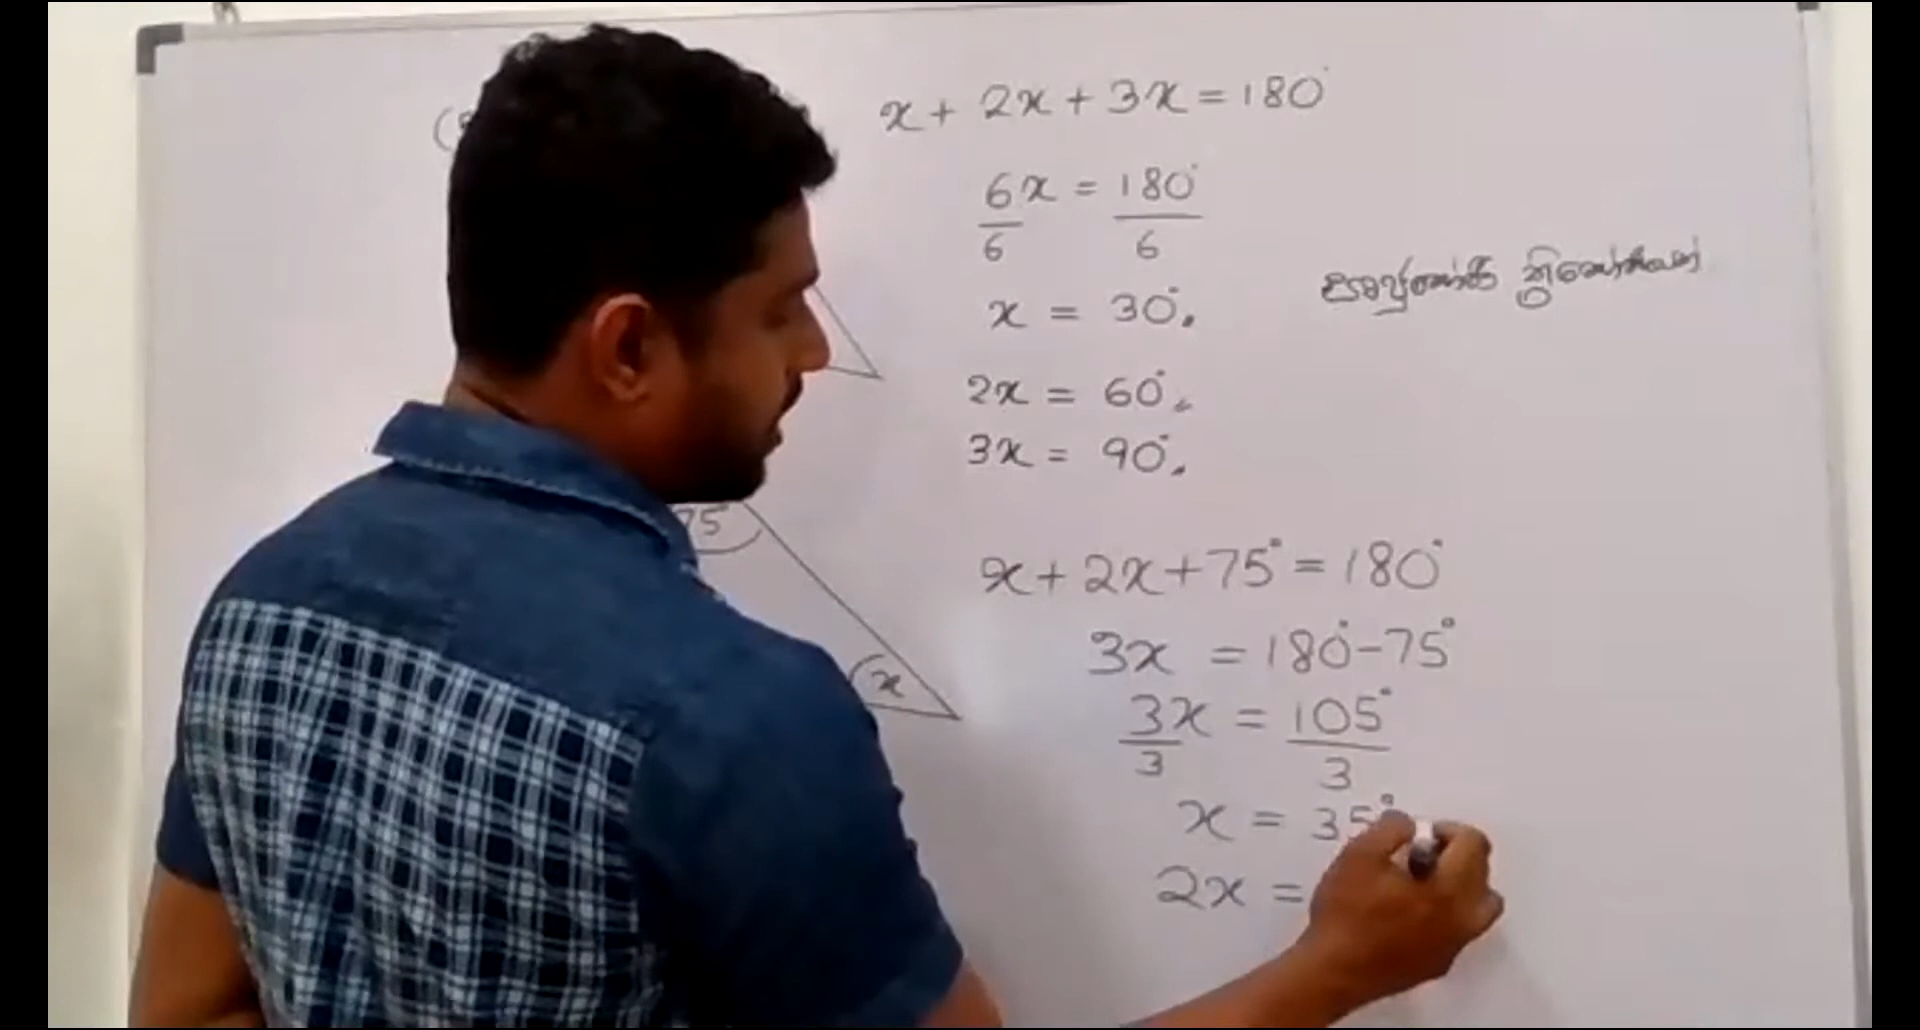 x + 2x + 3x = 180°
6x = 180°
6 6
x = 30°.
2x = 60°.
3x = 90°.
ත්‍රිකෝණයක්
75°
x
x + 2x + 75° = 180°
3x = 180° - 75°
3x = 105°
3 3
x = 35°
2x =